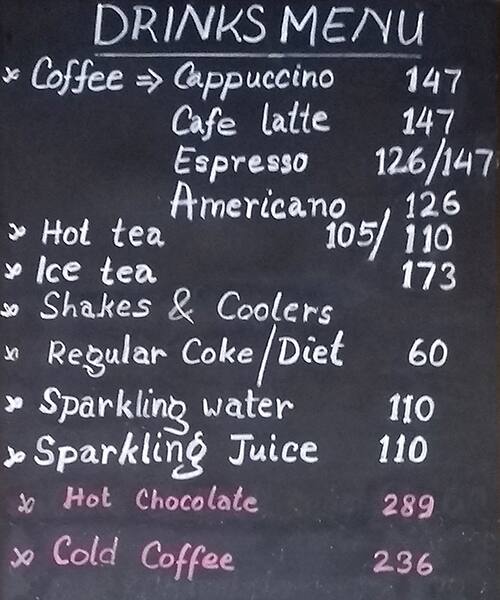 DRINKS MENU
Coffee ⇒ Cappuccino 147
Cafe latte 147
Espresso 126/147
Americano 126
Hot tea 105/110
Ice tea 173
Shakes & Coolers
Regular Coke/Diet 60
Sparkling water 110
Sparkling Juice 110
Hot Chocolate 289
Cold Coffee 236